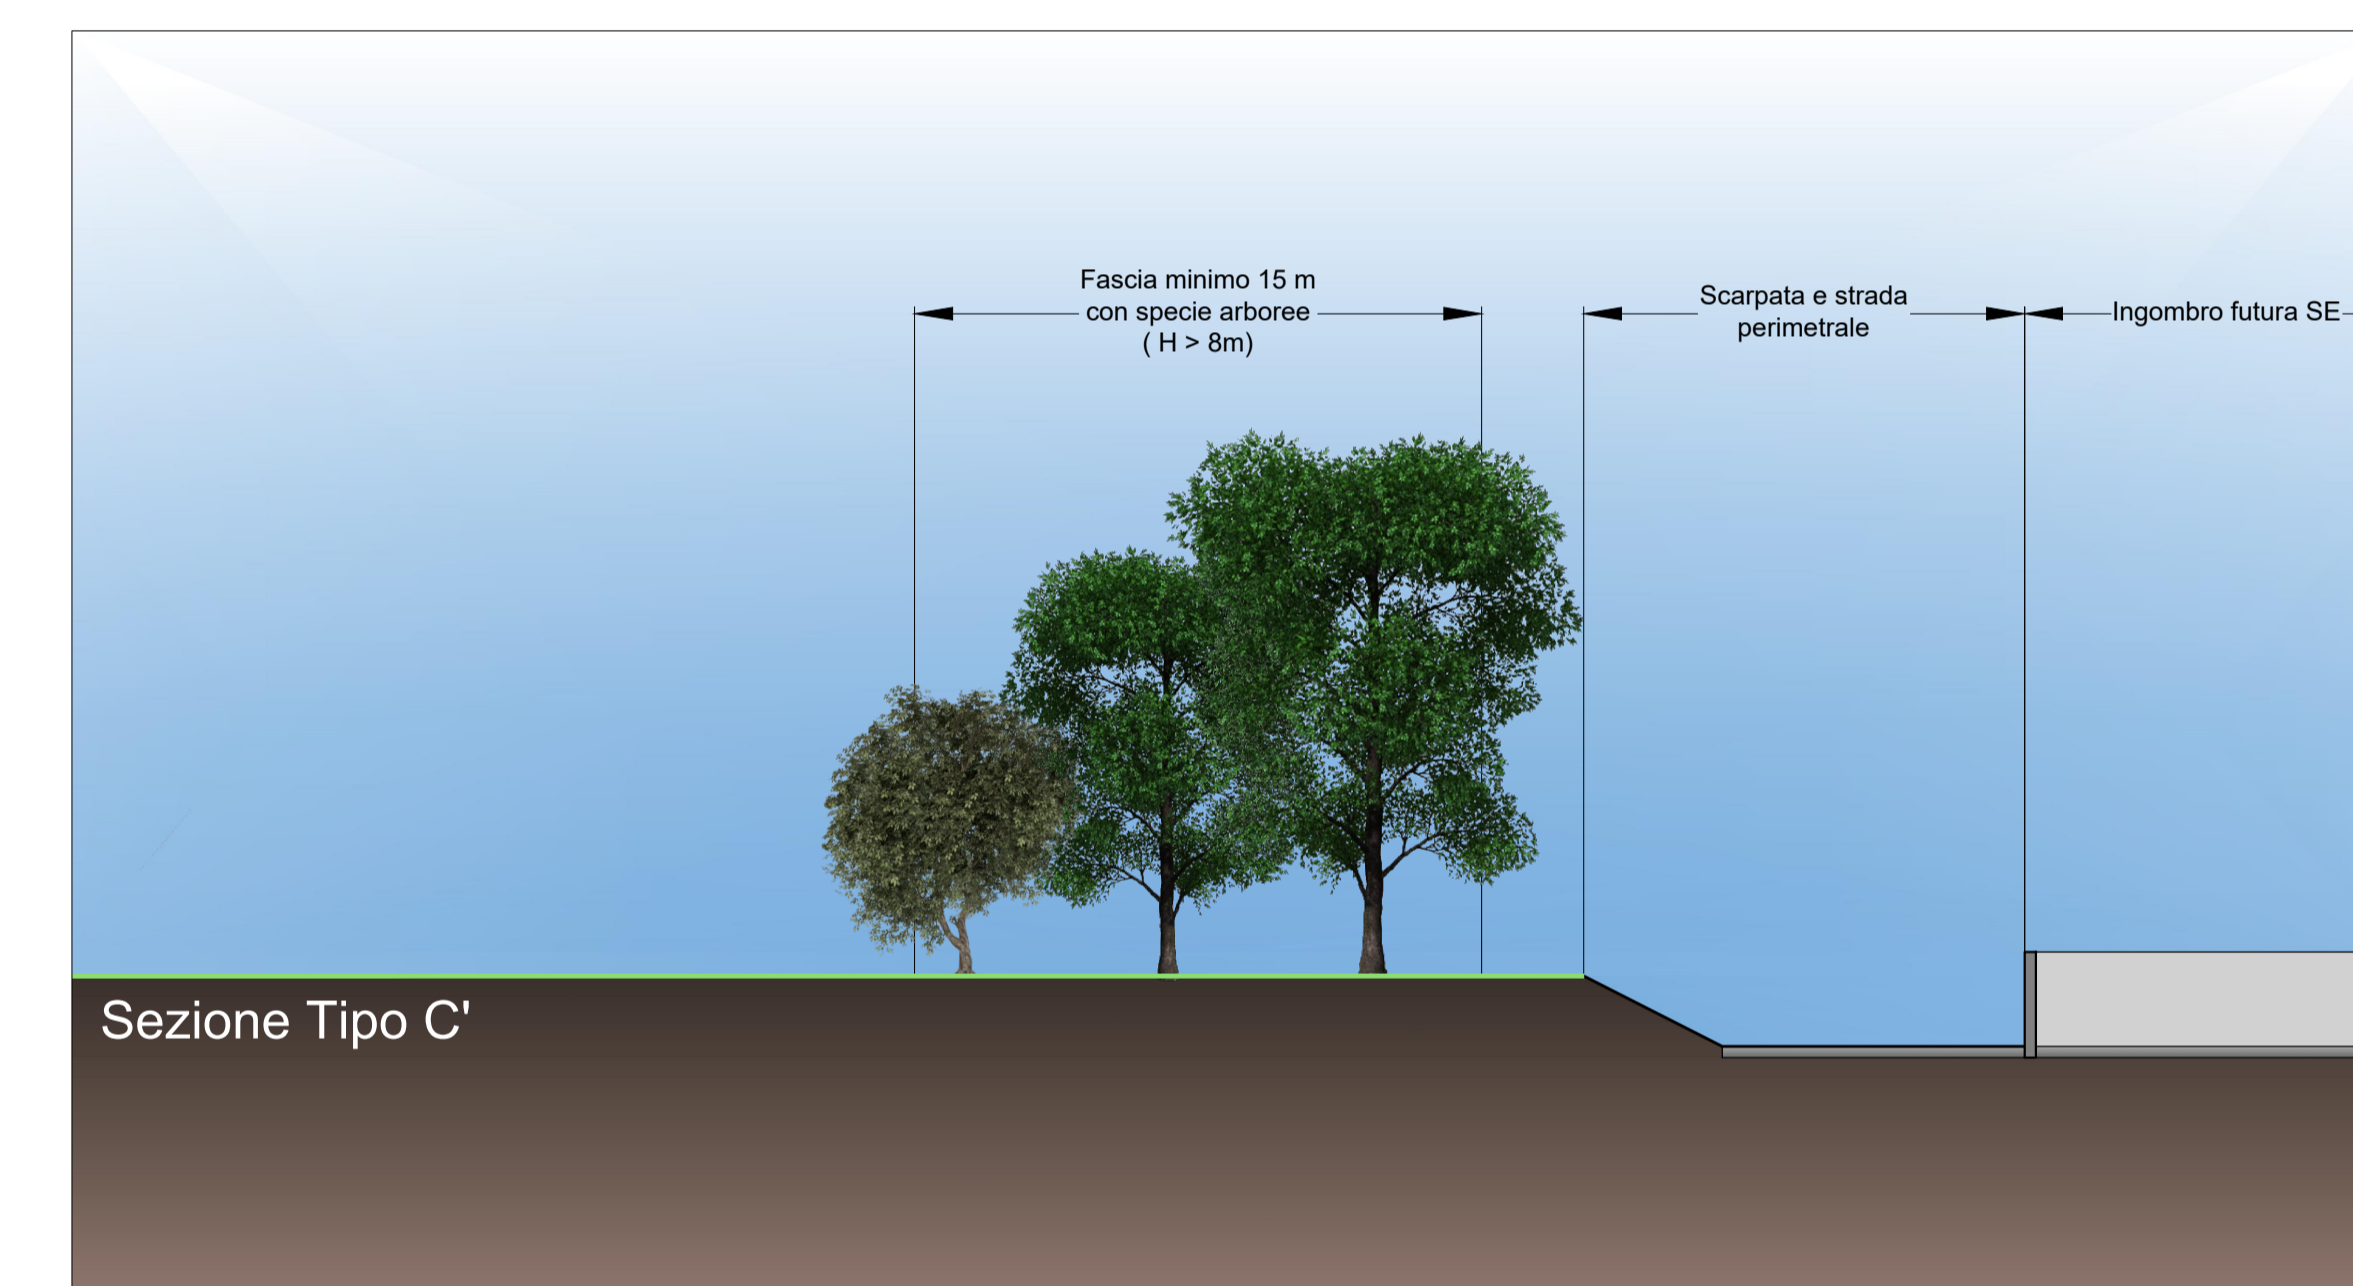 Fascia minimo 15 m
con specie arboree
( H > 8m)
Scarpata e strada
perimetrale
Ingombro futura SE
Sezione Tipo C'